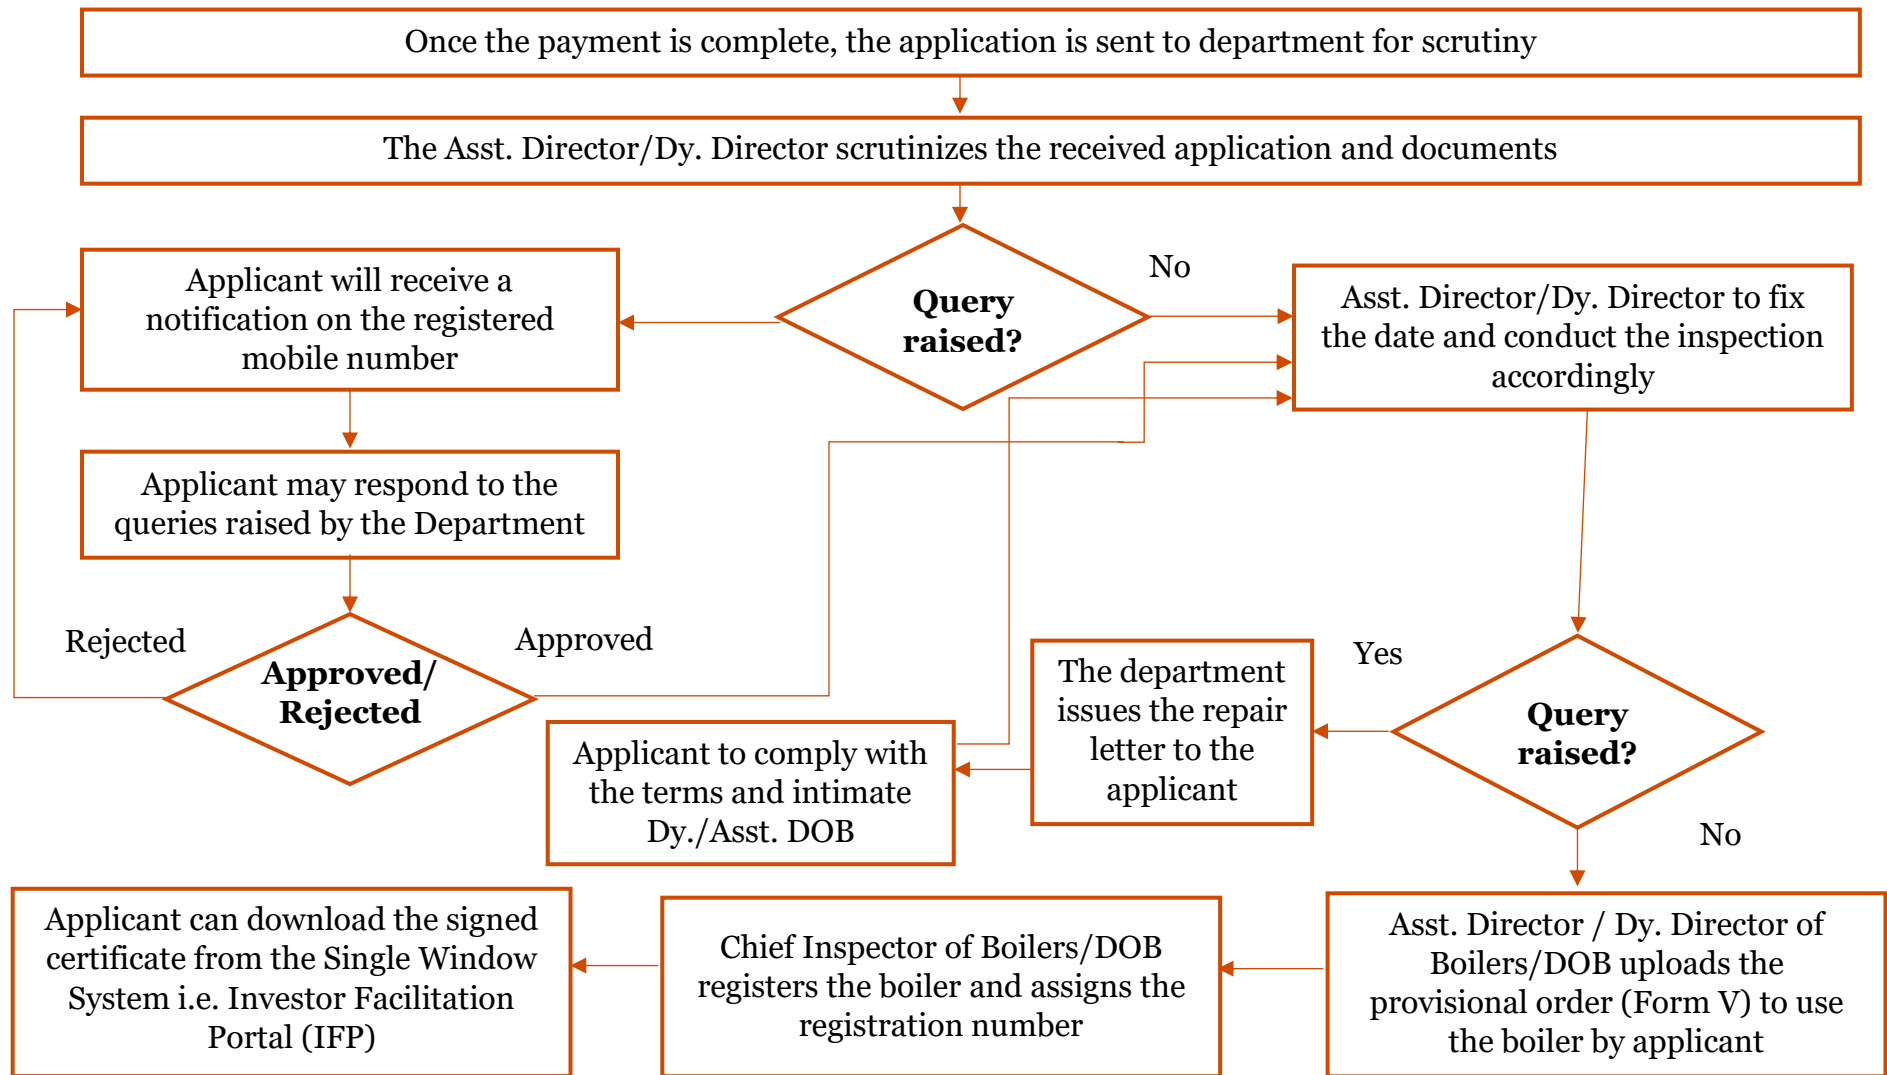 Once the payment is complete, the application is sent to department for scrutiny
The Asst. Director/Dy. Director scrutinizes the received application and documents
Query
raised?
No
Applicant will receive a
notification on the registered
mobile number
Asst. Director/Dy. Director to fix
the date and conduct the inspection
accordingly
Applicant may respond to the
queries raised by the Department
Rejected
Approved/
Rejected
Approved
The department
issues the repair
letter to the
applicant
Yes
Query
raised?
Applicant to comply with
the terms and intimate
Dy./Asst. DOB
No
Applicant can download the signed
certificate from the Single Window
System i.e. Investor Facilitation
Portal (IFP)
Chief Inspector of Boilers/DOB
registers the boiler and assigns the
registration number
Asst. Director / Dy. Director of
Boilers/DOB uploads the
provisional order (Form V) to use
the boiler by applicant